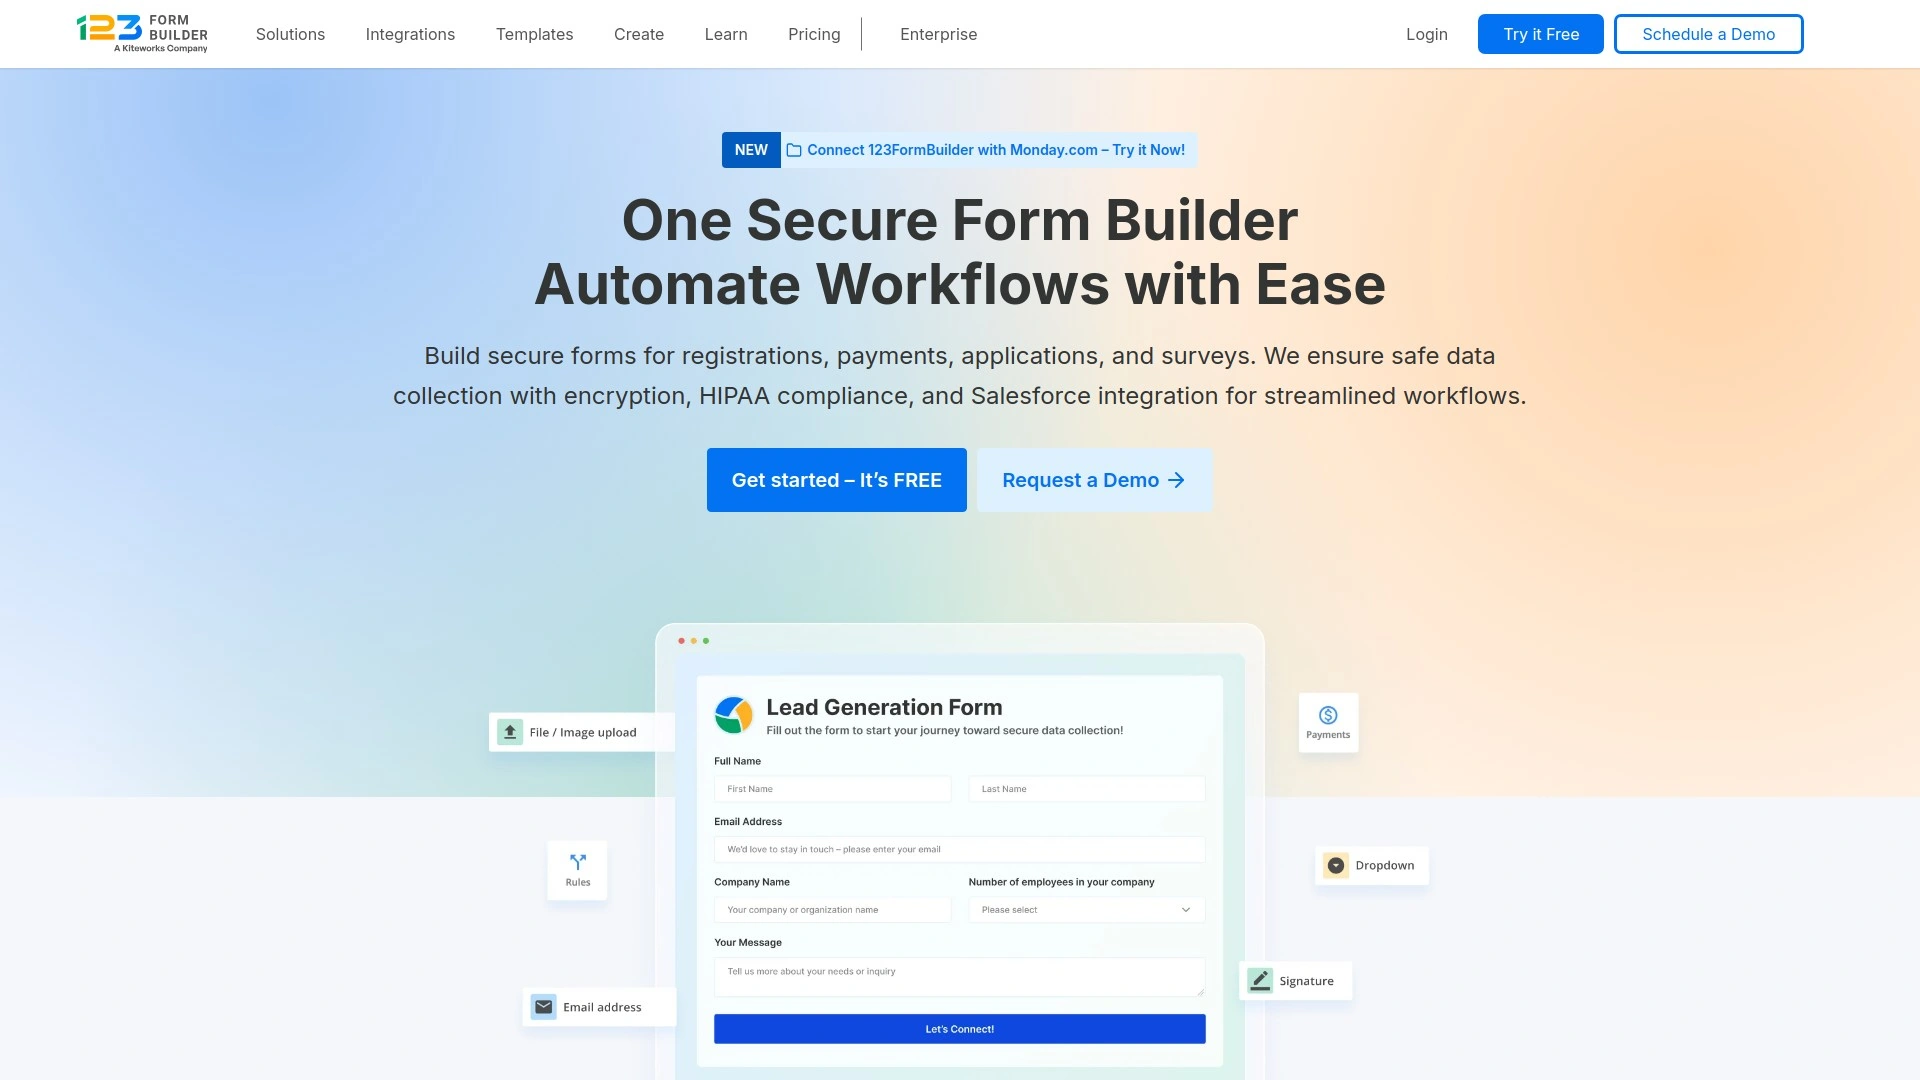 123 FORM BUILDER
A Kiteworks Company
Solutions
Integrations
Templates
Create
Learn
Pricing
Enterprise
Login
Try it Free
Schedule a Demo
NEW
Connect 123FormBuilder with Monday.com – Try it Now!
One Secure Form Builder
Automate Workflows with Ease
Build secure forms for registrations, payments, applications, and surveys. We ensure safe data
collection with encryption, HIPAA compliance, and Salesforce integration for streamlined workflows.
Get started – It’s FREE
Request a Demo
Lead Generation Form
Fill out the form to start your journey toward secure data collection!
File / Image upload
Payments
Full Name
First Name
Last Name
Email Address
We'd love to stay in touch – please enter your email
Rules
Dropdown
Company Name
Number of employees in your company
Your company or organization name
Please select
Your Message
Tell us more about your needs or inquiry
Signature
Email address
Let's Connect!